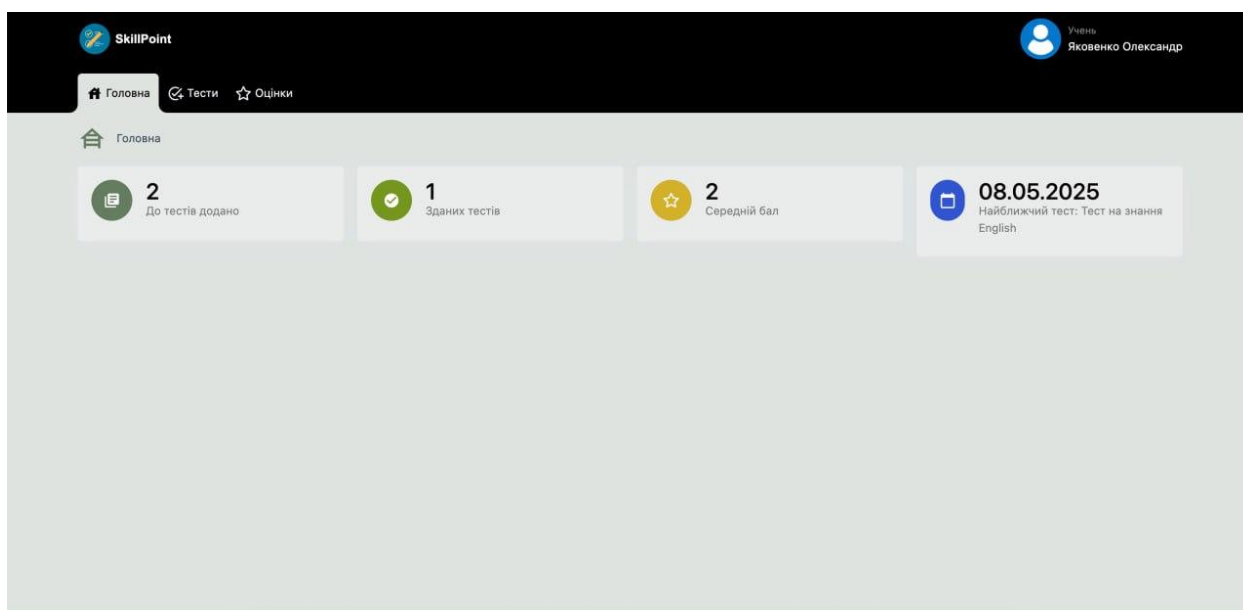 SkillPoint
Учень
Яковенко Олександр
Головна
Тести
Оцінки
Головна
2
До тестів додано
1
Зданих тестів
2
Середній бал
08.05.2025
Найближчий тест: Тест на знання
English